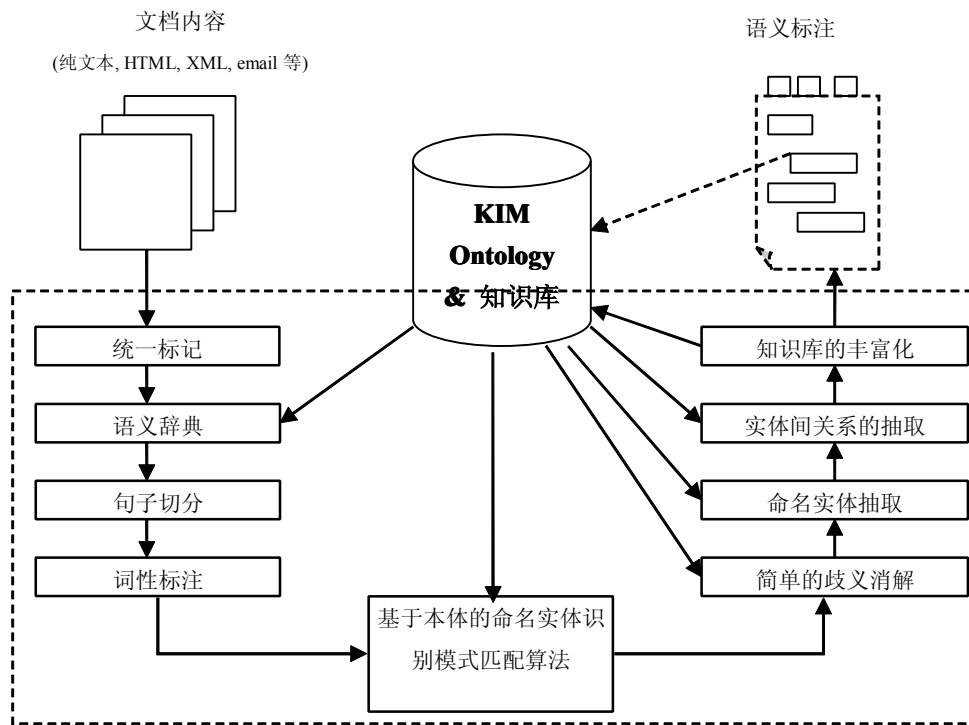 文档内容
(纯文本, HTML, XML, email 等)
语义标注
KIM
Ontology
& 知识库
统一标记
语义辞典
句子切分
词性标注
基于本体的命名实体识
别模式匹配算法
知识库的丰富化
实体间关系的抽取
命名实体抽取
简单的歧义消解